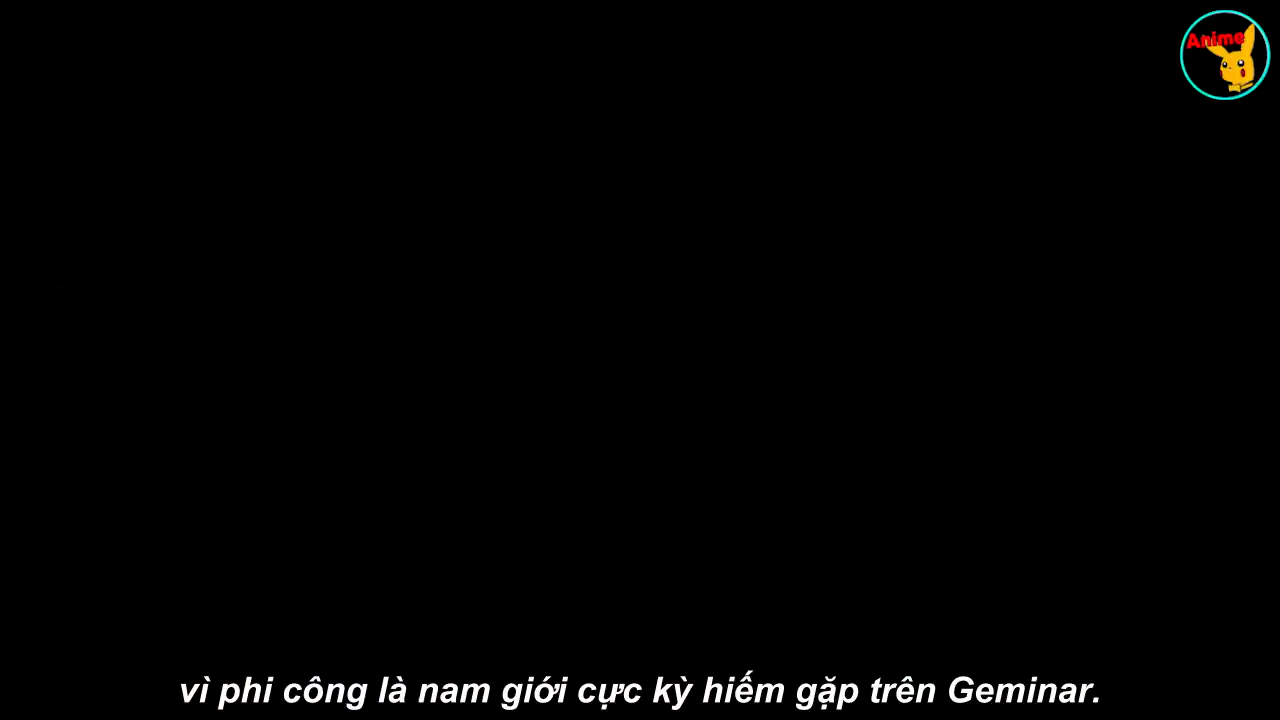 Anime
vì phi công là nam giới cực kỳ hiếm gặp trên Geminar.